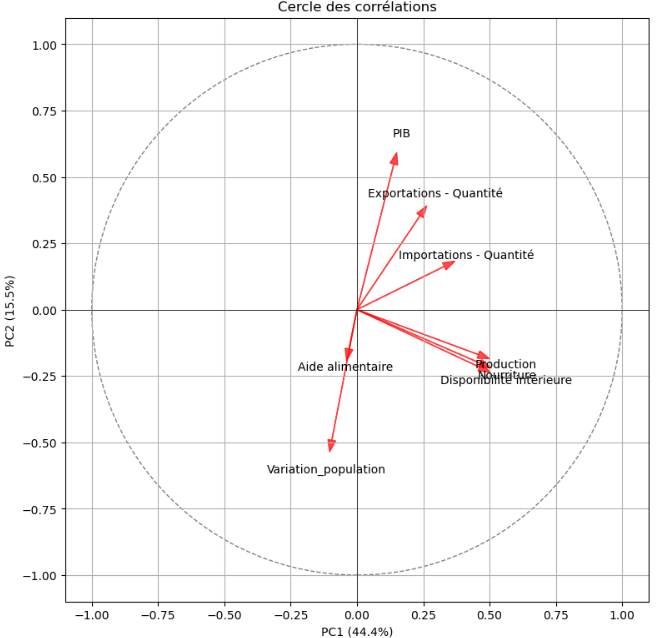 Cercle des corrélations
1.00
0.75
PIB
0.50
Exportations - Quantité
0.25
Importations - Quantité
PC2 (15.5%)
0.00
Production
Aide alimentaire
Nourriture
−0.25
Disponibilité intérieure
−0.50
Variation_population
−0.75
−1.00
−1.00 −0.75 −0.50 −0.25 0.00 0.25 0.50 0.75 1.00
PC1 (44.4%)